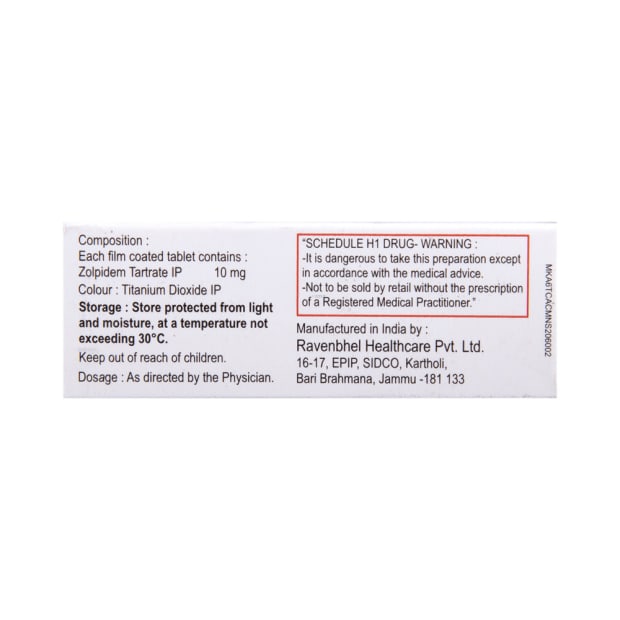 Composition :
Each film coated tablet contains :
Zolpidem Tartrate IP 10 mg
Colour : Titanium Dioxide IP
Storage : Store protected from light
and moisture, at a temperature not
exceeding 30°C.
Keep out of reach of children.
Dosage : As directed by the Physician.
"SCHEDULE H1 DRUG- WARNING :
-It is dangerous to take this preparation except
in accordance with the medical advice.
-Not to be sold by retail without the prescription
of a Registered Medical Practitioner."
Manufactured in India by :
Ravenbhel Healthcare Pvt. Ltd.
16-17, EPIP, SIDCO, Kartholi,
Bari Brahmana, Jammu -181 133
MKA6TCACMNS206002